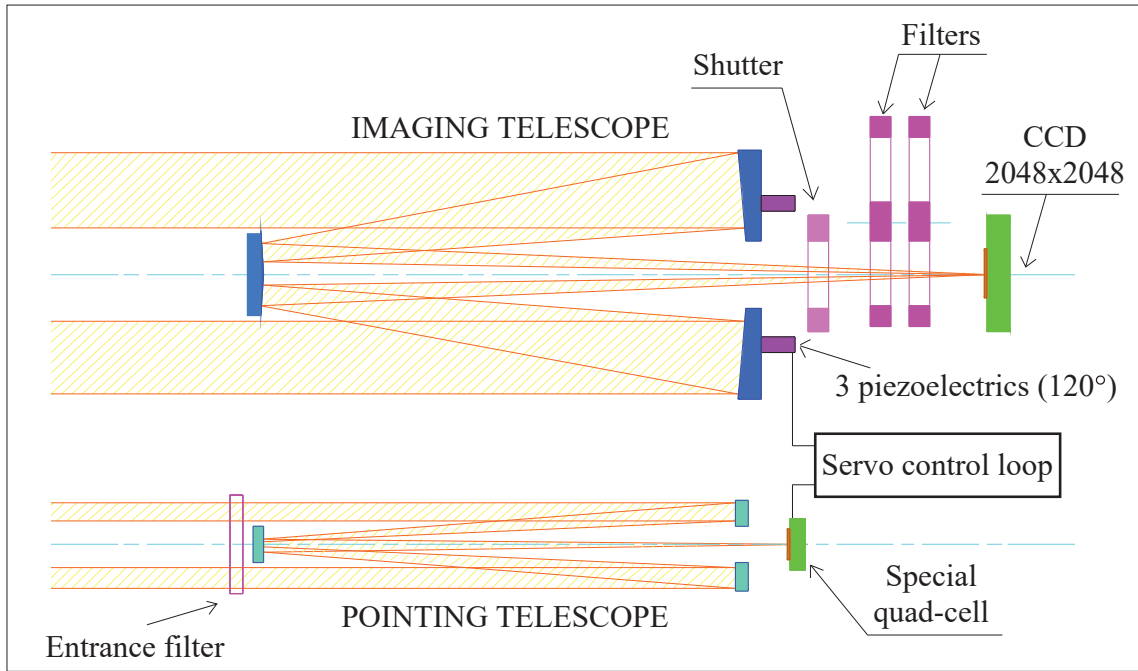 Filters
Shutter
IMAGING TELESCOPE
CCD
2048x2048
3 piezoelectrics (120°)
Servo control loop
Special
quad-cell
POINTING TELESCOPE
Entrance filter